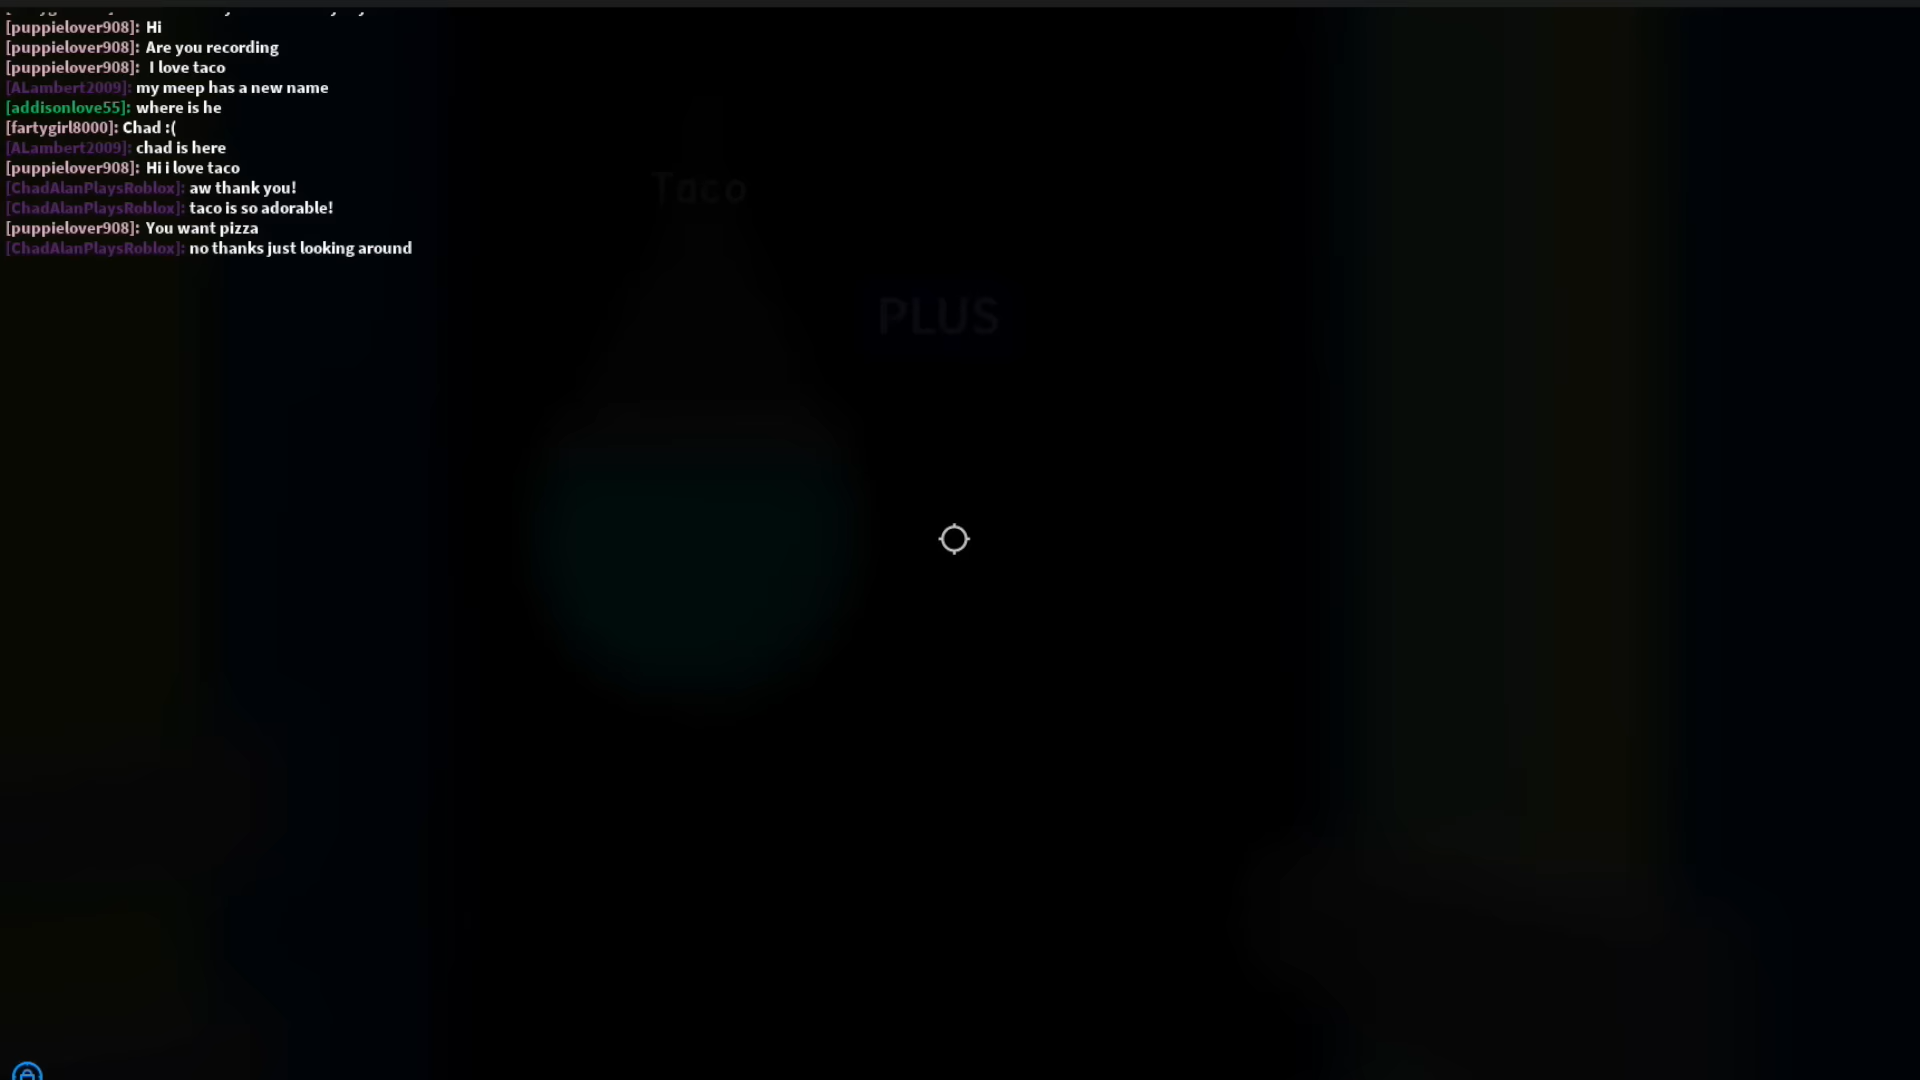 [puppielover908]: Hi
[puppielover908]: Are you recording
[puppielover908]: I love taco
[ALambert2009]: my meep has a new name
[addisonlove55]: where is he
[fartygirl8000]: Chad :(
[ALambert2009]: chad is here
[puppielover908]: Hi i love taco
[ChadAlanPlaysRoblox]: aw thank you!
[ChadAlanPlaysRoblox]: taco is so adorable!
[puppielover908]: You want pizza
[ChadAlanPlaysRoblox]: no thanks just looking around
Taco
PLUS